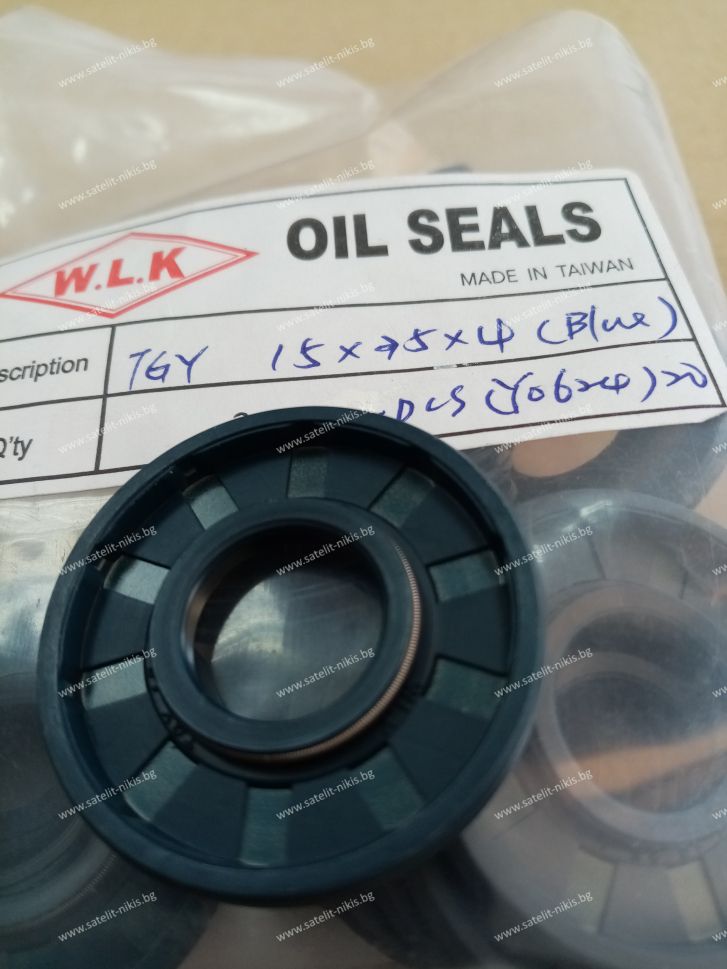 OIL SEALS
W.L.K
MADE IN TAIWAN
scription TGY 15×35×4 (Blue)
Q'ty
www.satelit-nikis.bg